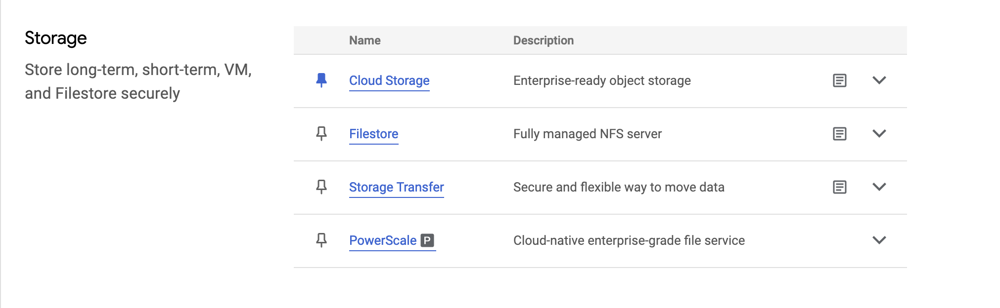 Storage
Store long-term, short-term, VM,
and Filestore securely
Name Description
Cloud Storage Enterprise-ready object storage
Filestore Fully managed NFS server
Storage Transfer Secure and flexible way to move data
PowerScale P Cloud-native enterprise-grade file service